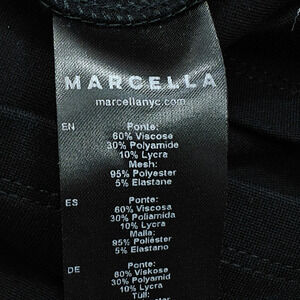 MARCELLA
marcellanyc.com
EN Ponte:
60% Viscose
30% Polyamide
10% Lycra
Mesh:
95% Polyester
5% Elastane
ES Ponte:
60% Viscosa
30% Poliamida
10% Lycra
Malla:
95% Poliéster
5% Elastano
DE Ponte:
60% Viskose
30% Polyamid
10% Lycra
Tüll: